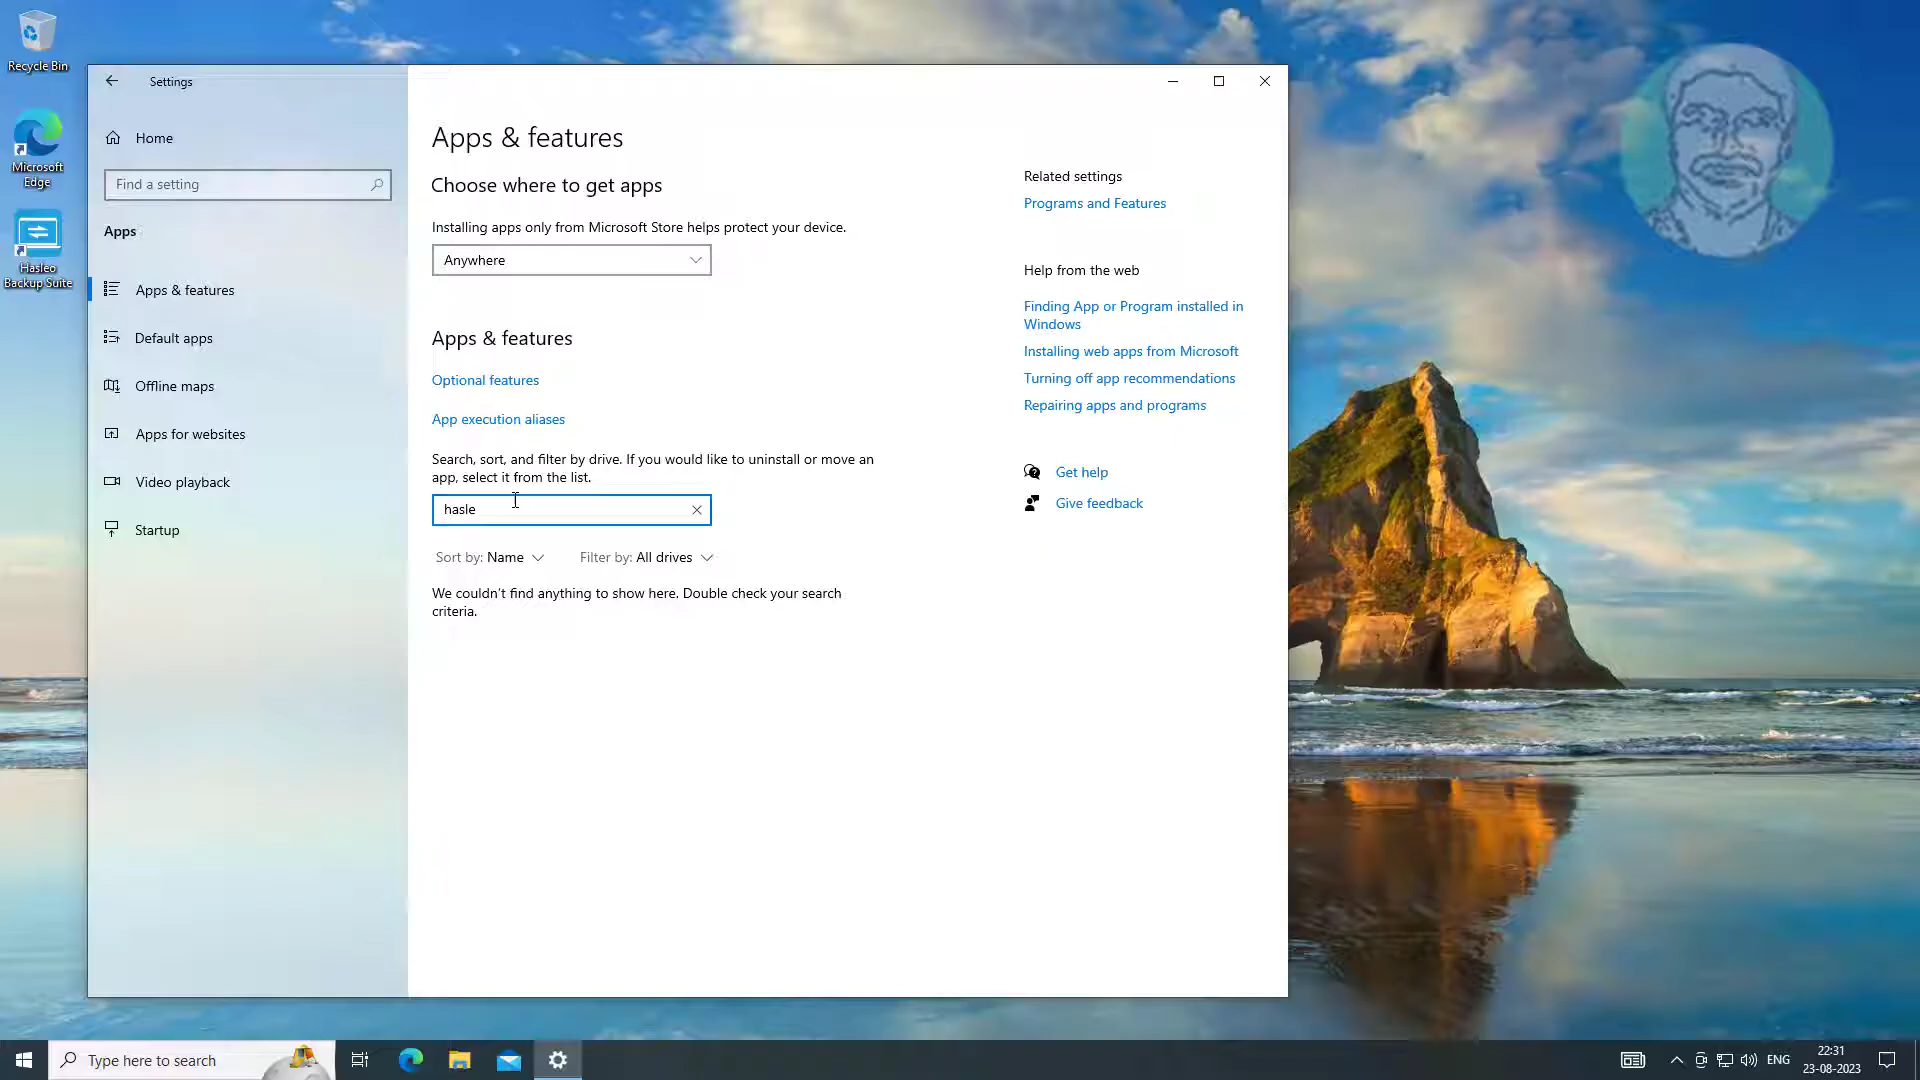 Recycle Bin
Microsoft
Edge
Hasleo
Backup Suite
Settings
Home
Find a setting
Apps
Apps & features
Default apps
Offline maps
Apps for websites
Video playback
Startup
Apps & features
Choose where to get apps
Installing apps only from Microsoft Store helps protect your device.
Anywhere
Apps & features
Optional features
App execution aliases
Search, sort, and filter by drive. If you would like to uninstall or move an
app, select it from the list.
hasle
Sort by: Name
Filter by: All drives
We couldn't find anything to show here. Double check your search
criteria.
Related settings
Programs and Features
Help from the web
Finding App or Program installed in
Windows
Installing web apps from Microsoft
Turning off app recommendations
Repairing apps and programs
Get help
Give feedback
Type here to search
ENG
22:31
23-08-2023